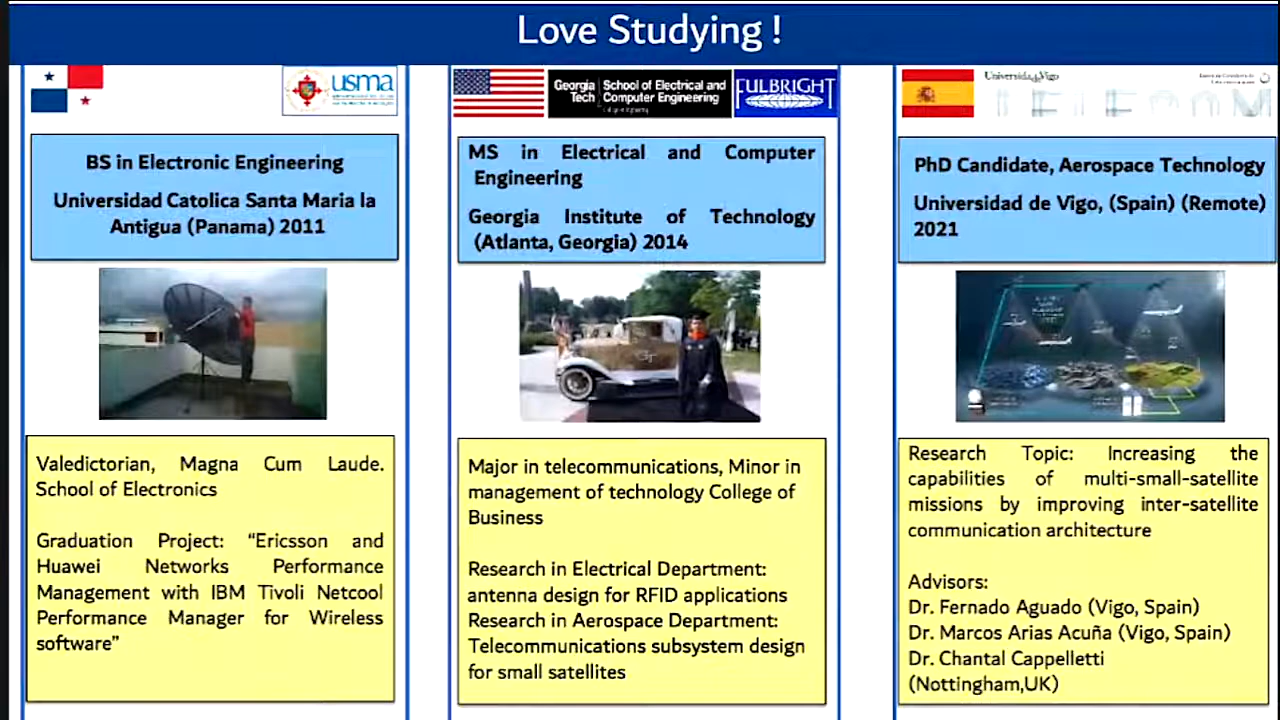 Love Studying !
usma
Georgia Tech
School of Electrical and
Computer Engineering
FULBRIGHT
Universidade Vigo
BS in Electronic Engineering
Universidad Catolica Santa Maria la
Antigua (Panama) 2011
MS in Electrical and Computer
Engineering
Georgia Institute of Technology
(Atlanta, Georgia) 2014
PhD Candidate, Aerospace Technology
Universidad de Vigo, (Spain) (Remote)
2021
GT
Valedictorian, Magna Cum Laude.
School of Electronics
Graduation Project: “Ericsson and
Huawei Networks Performance
Management with IBM Tivoli Netcool
Performance Manager for Wireless
software”
Major in telecommunications, Minor in
management of technology College of
Business
Research in Electrical Department:
antenna design for RFID applications
Research in Aerospace Department:
Telecommunications subsystem design
for small satellites
Research Topic: Increasing the
capabilities of multi-small-satellite
missions by improving inter-satellite
communication architecture
Advisors:
Dr. Fernado Aguado (Vigo, Spain)
Dr. Marcos Arias Acuña (Vigo, Spain)
Dr. Chantal Cappelletti
(Nottingham,UK)